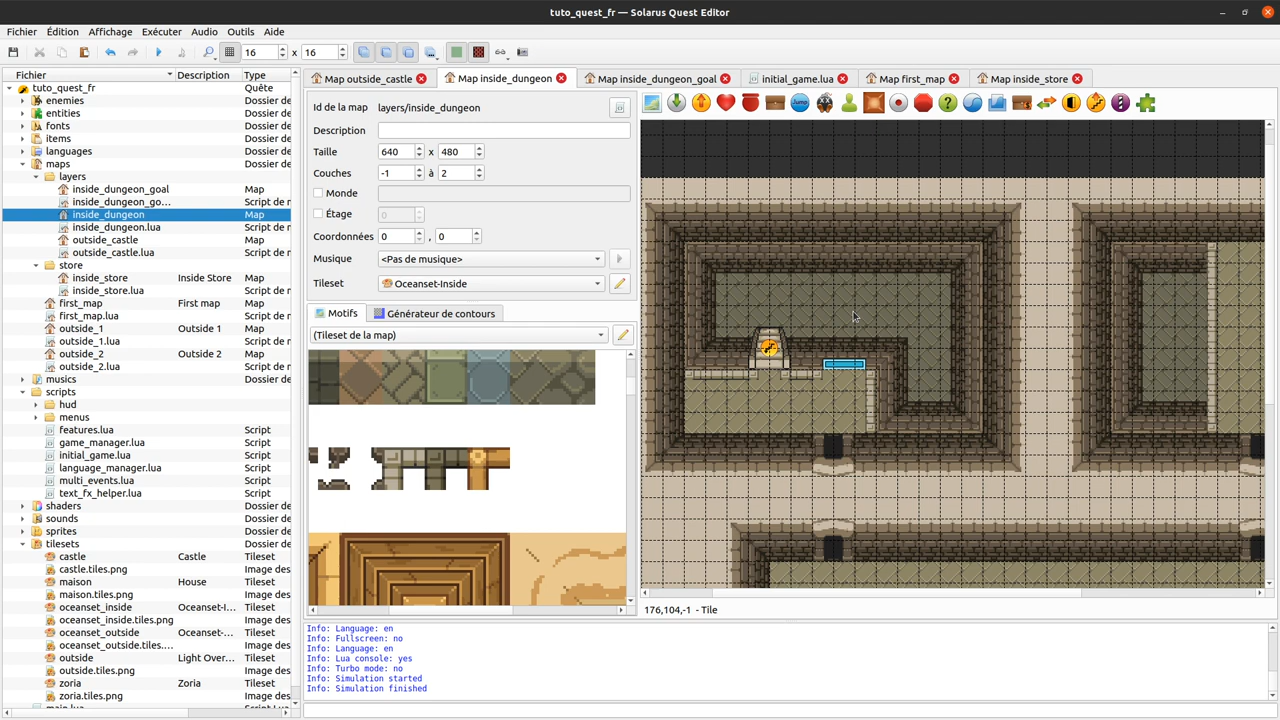 tuto_quest_fr — Solarus Quest Editor
Fichier Édition Affichage Exécuter Audio Outils Aide
16 x 16
Fichier Description Type
tuto_quest_fr Quête
enemies Dossier de
entities Dossier de
fonts Dossier de
items Dossier de
languages Dossier de
maps Dossier de
layers
inside_dungeon_goal Map
inside_dungeon_go... Script de n
inside_dungeon Map
inside_dungeon.lua Script de n
outside_castle Map
outside_castle.lua Script de n
store
inside_store Inside Store Map
inside_store.lua Script de n
first_map First map Map
first_map.lua Script de n
outside_1 Outside 1 Map
outside_1.lua Script de n
outside_2 Outside 2 Map
outside_2.lua Script de n
musics Dossier de
scripts Dossier de
hud Dossier de
menus Dossier de
features.lua Script
game_manager.lua Script
initial_game.lua Script
language_manager.lua Script
multi_events.lua Script
text_fx_helper.lua Script
shaders Dossier de
sounds Dossier de
sprites Dossier de
tilesets Dossier de
castle Castle Tileset
castle.tiles.png Image des
maison House Tileset
maison.tiles.png Image des
oceanset_inside Oceanset-I... Tileset
oceanset_inside.tiles.png Image des
oceanset_outside Oceanset-... Tileset
oceanset_outside.tiles.... Image des
outside Light Over... Tileset
outside.tiles.png Image des
zoria Zoria Tileset
zoria.tiles.png Image des
Map outside_castle Map inside_dungeon Map inside_dungeon_goal initial_game.lua Map first_map Map inside_store
Id de la map layers/inside_dungeon
Description
Taille 640 x 480
Couches -1 à 2
Monde
Étage 0
Coordonnées 0 , 0
Musique <Pas de musique>
Tileset Oceanset-Inside
Motifs Générateur de contours
(Tileset de la map)
Jump
176,104,-1 - Tile
Info: Language: en
Info: Fullscreen: no
Info: Language: en
Info: Lua console: yes
Info: Turbo mode: no
Info: Simulation started
Info: Simulation finished